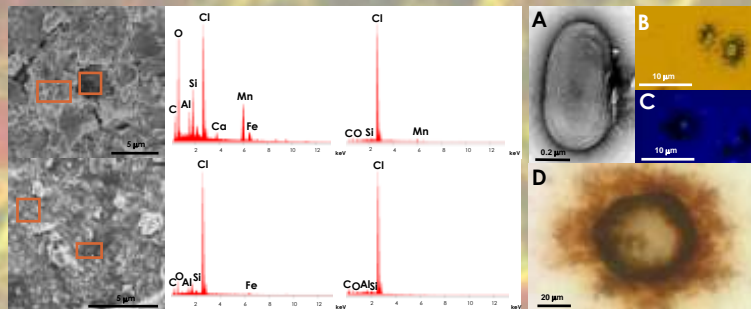 5 µm
O
Cl
C
Al
Si
Ca
Mn
Fe
2 4 6 8 10 12
keV
Cl
C O Si
Mn
2 4 6 8 10 12
keV
A
0.2 µm
B
10 µm
C
10 µm
5 µm
Cl
C
O
Al
Si
Fe
2 4 6 8 10 12
keV
Cl
C O Al Si
2 4 6 8 10 12
keV
D
20 µm